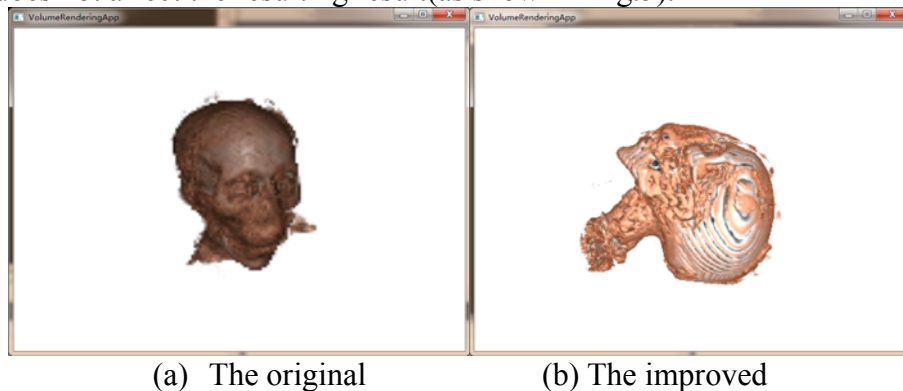 VolumeRenderingApp
VolumeRenderingApp
(a) The original
(b) The improved